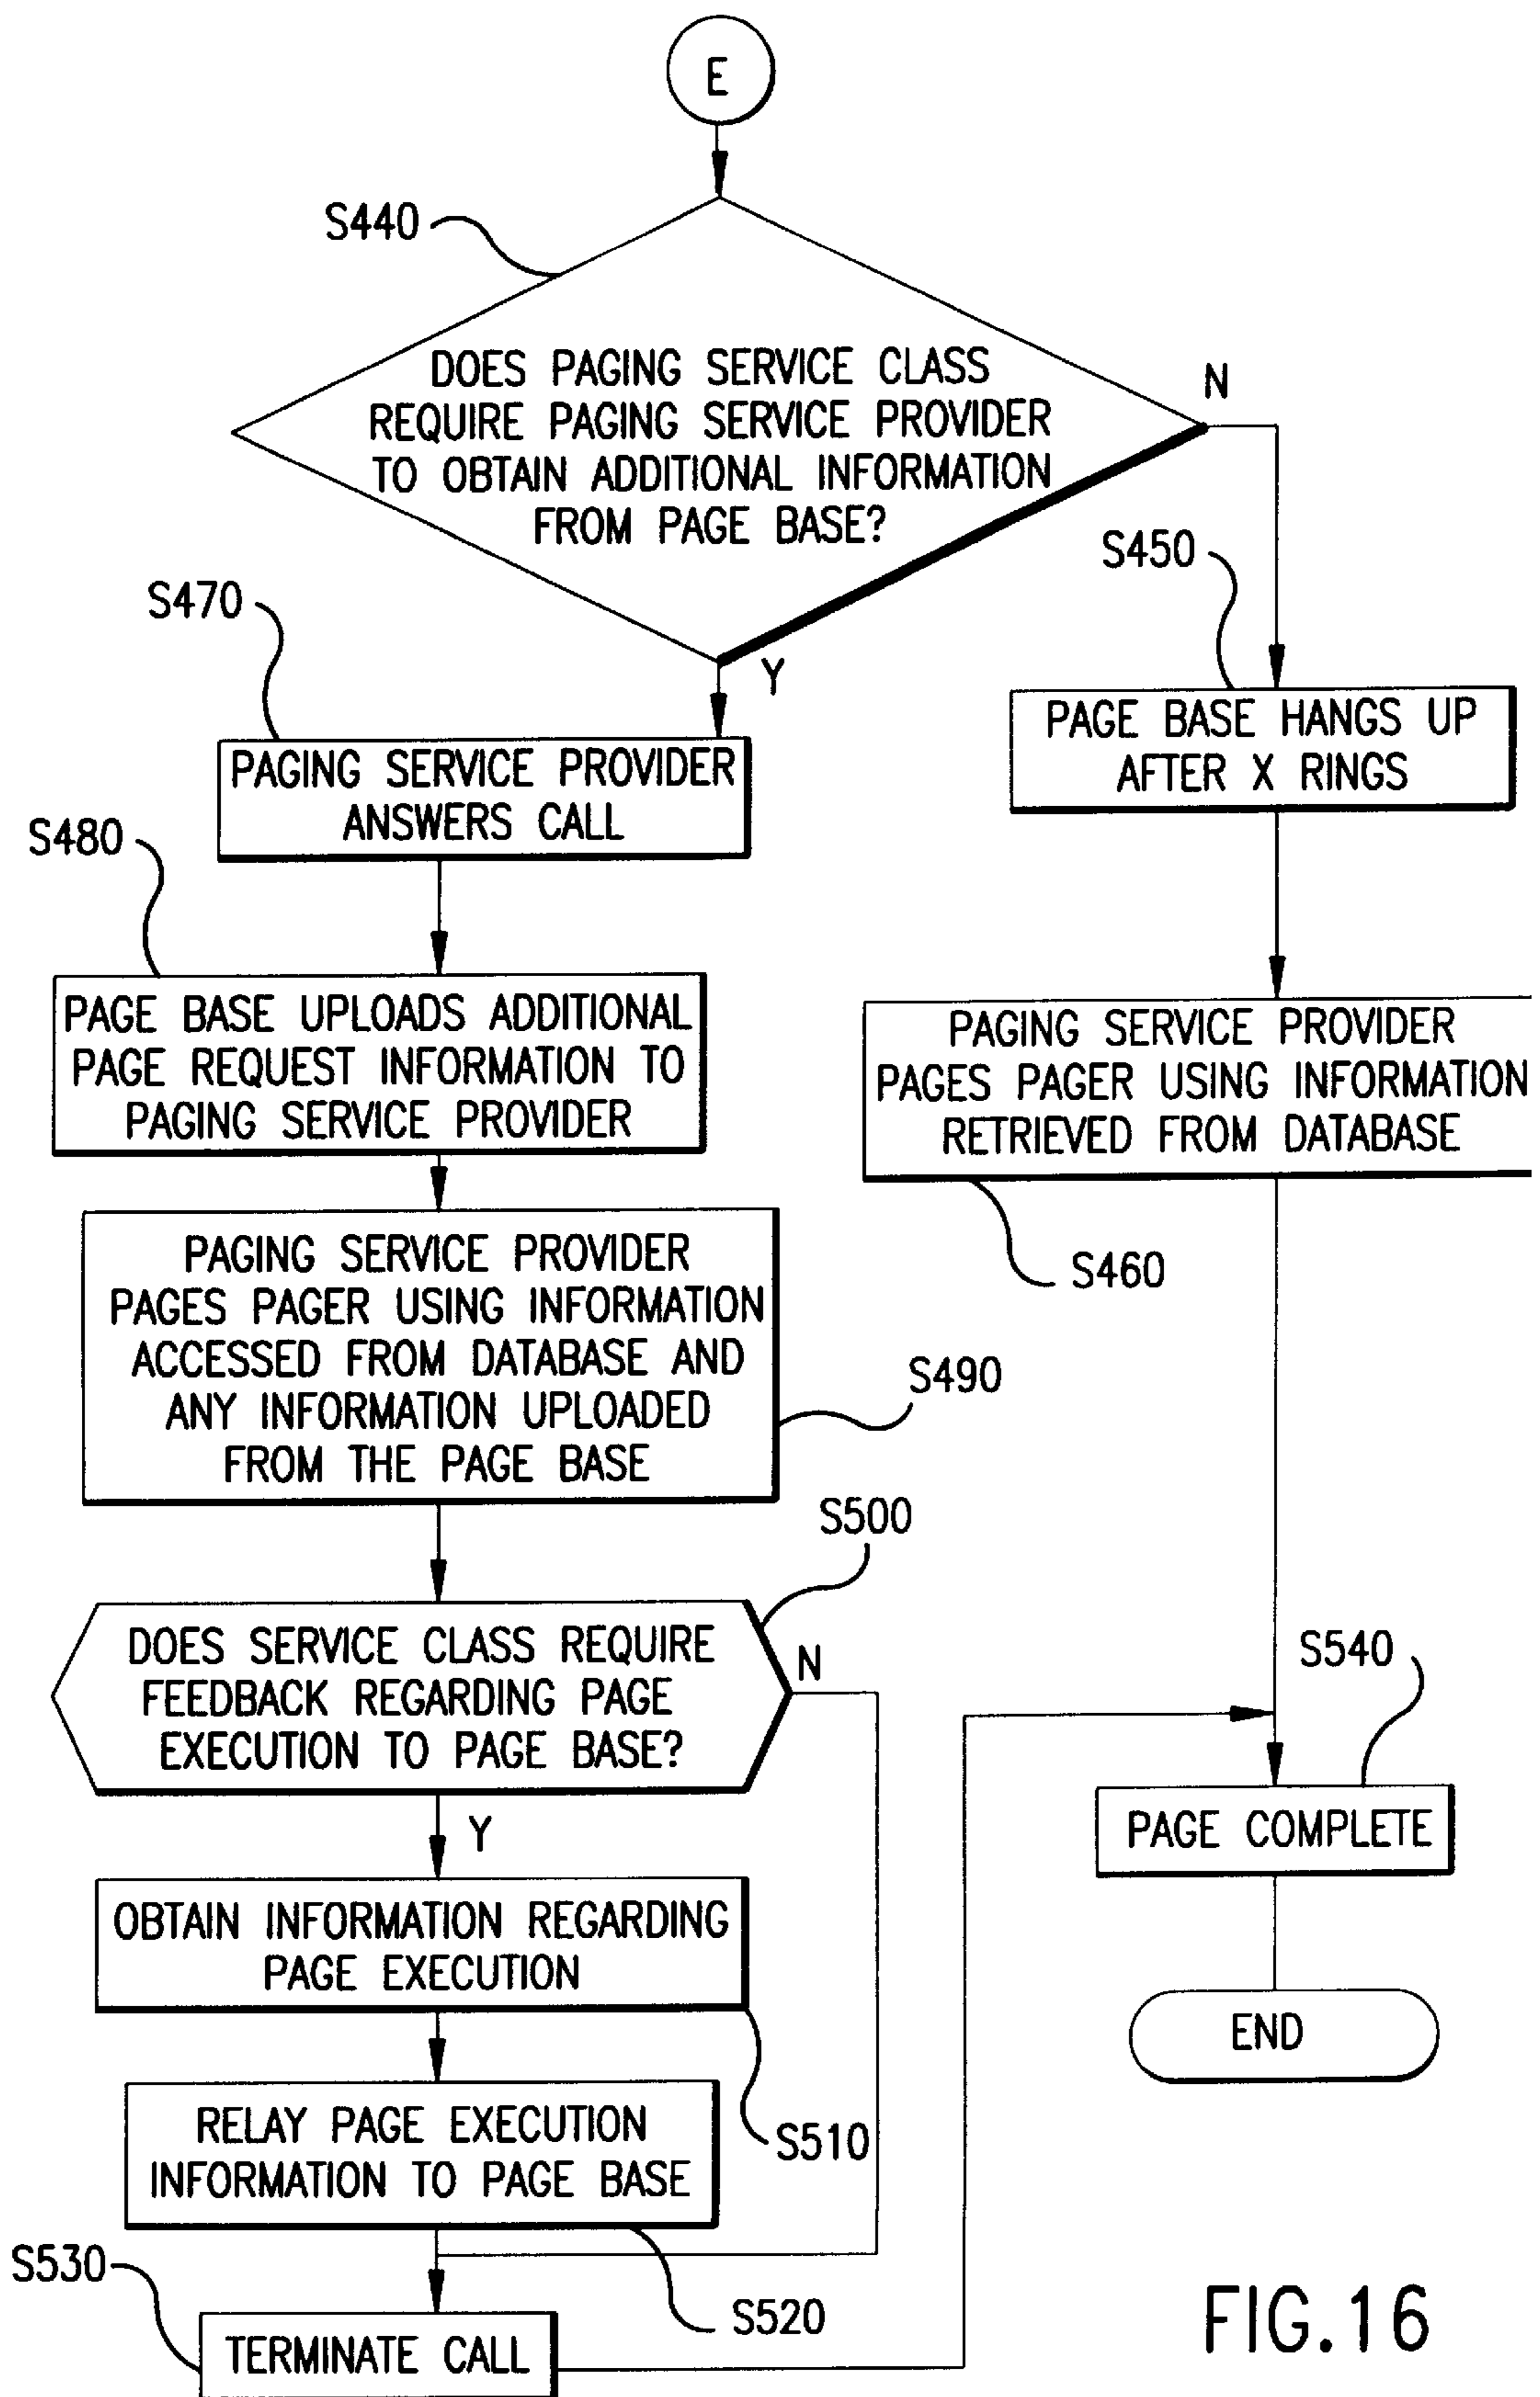 E
S440
DOES PAGING SERVICE CLASS
REQUIRE PAGING SERVICE PROVIDER
TO OBTAIN ADDITIONAL INFORMATION
FROM PAGE BASE?
N
Y
S450
PAGE BASE HANGS UP
AFTER X RINGS
S470
PAGING SERVICE PROVIDER
ANSWERS CALL
S480
PAGE BASE UPLOADS ADDITIONAL
PAGE REQUEST INFORMATION TO
PAGING SERVICE PROVIDER
PAGING SERVICE PROVIDER
PAGES PAGER USING INFORMATION
RETRIEVED FROM DATABASE
S460
PAGING SERVICE PROVIDER
PAGES PAGER USING INFORMATION
ACCESSED FROM DATABASE AND
ANY INFORMATION UPLOADED
FROM THE PAGE BASE
S490
S500
DOES SERVICE CLASS REQUIRE
FEEDBACK REGARDING PAGE
EXECUTION TO PAGE BASE?
N
Y
S540
PAGE COMPLETE
END
OBTAIN INFORMATION REGARDING
PAGE EXECUTION
S510
RELAY PAGE EXECUTION
INFORMATION TO PAGE BASE
S520
S530
TERMINATE CALL
FIG.16